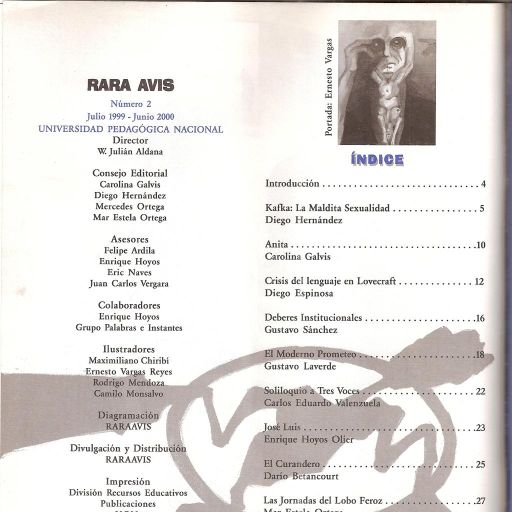 RARA AVIS
Número 2
Julio 1999 - Junio 2000
UNIVERSIDAD PEDAGÓGICA NACIONAL
Director
W. Julián Aldana
Consejo Editorial
Carolina Galvis
Diego Hernández
Mercedes Ortega
Mar Estela Ortega
Asesores
Felipe Ardila
Enrique Hoyos
Eric Naves
Juan Carlos Vergara
Colaboradores
Enrique Hoyos
Grupo Palabras e Instantes
Ilustradores
Maximiliano Chiribí
Ernesto Vargas Reyes
Rodrigo Mendoza
Camilo Monsalvo
Diagramación
RARAAVIS
Divulgación y Distribución
RARAAVIS
Impresión
División Recursos Educativos
Publicaciones
Portada: Ernesto Vargas
ÍNDICE
Introducción . . . . . . . . . . . . . . . . . . . . . . . . . . . . . . 4
Kafka: La Maldita Sexualidad . . . . . . . . . . . . . . . . . 5
Diego Hernández
Anita . . . . . . . . . . . . . . . . . . . . . . . . . . . . . . . . . . . .10
Carolina Galvis
Crisis del lenguaje en Lovecraft . . . . . . . . . . . . . . . 12
Diego Espinosa
Deberes Institucionales . . . . . . . . . . . . . . . . . . . . . .16
Gustavo Sánchez
El Moderno Prometeo . . . . . . . . . . . . . . . . . . . . . . .18
Gustavo Laverde
Soliloquio a Tres Voces . . . . . . . . . . . . . . . . . . . . . 22
Carlos Eduardo Valenzuela
José Luis . . . . . . . . . . . . . . . . . . . . . . . . . . . . . . . . .23
Enrique Hoyos Olier
El Curandero . . . . . . . . . . . . . . . . . . . . . . . . . . . . . 25
Darío Betancourt
Las Jornadas del Lobo Feroz . . . . . . . . . . . . . . . . . .27
Mar Estela Ortega